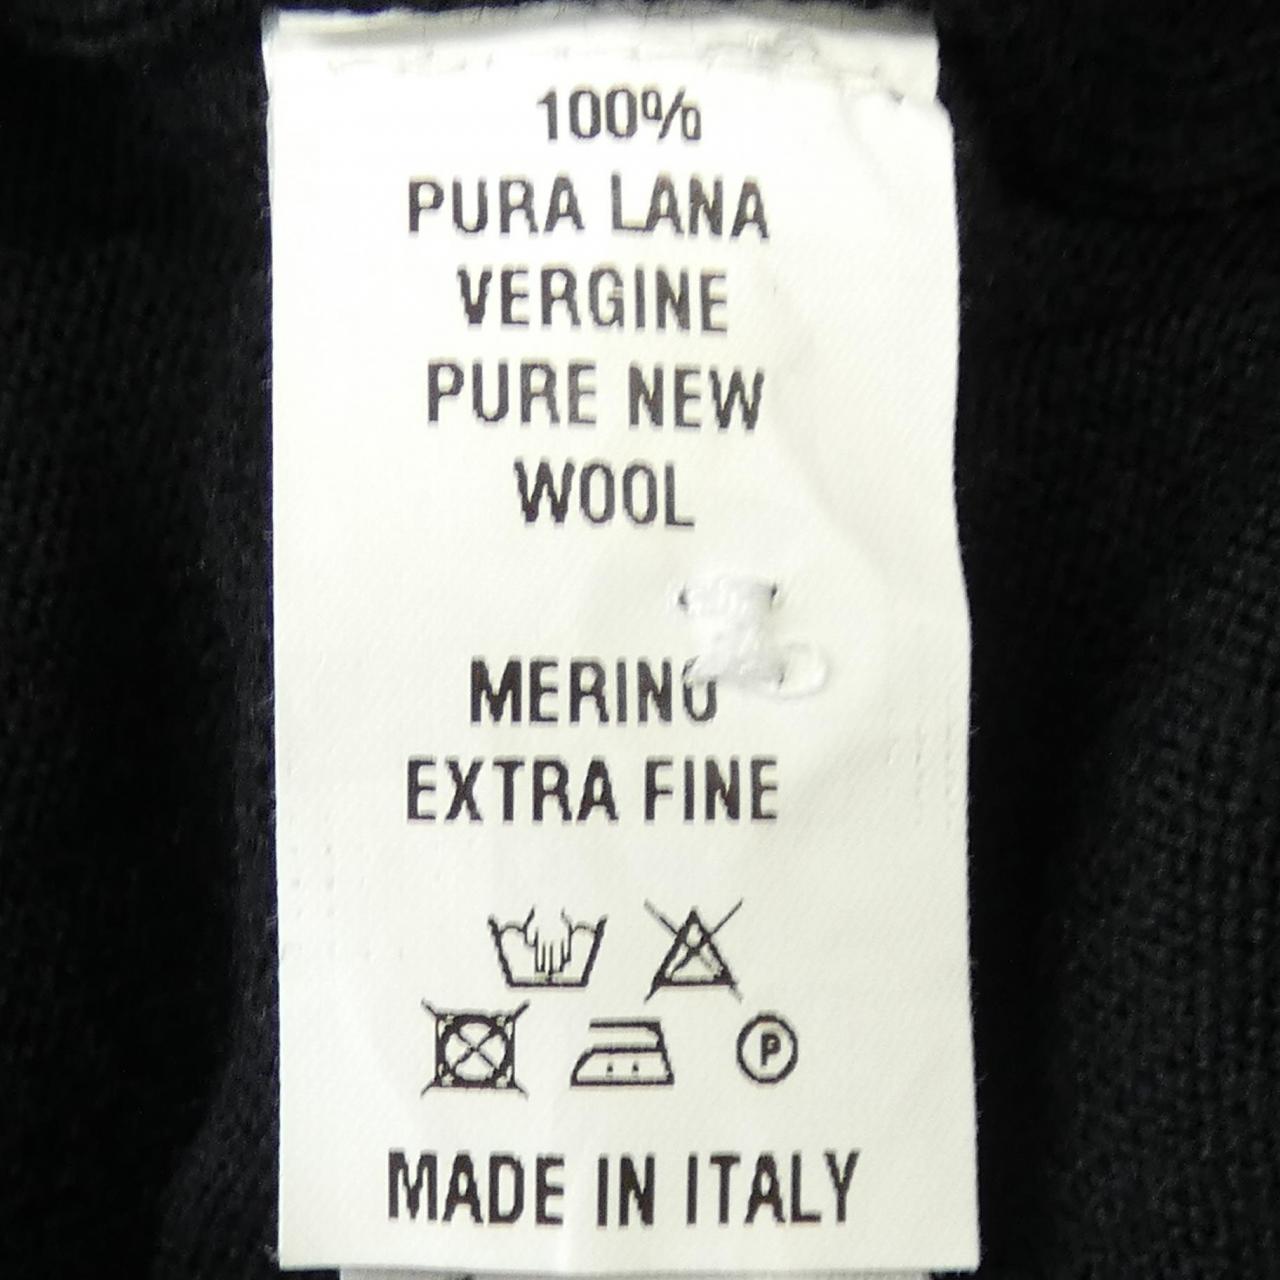 100%
PURA LANA
VERGINE
PURE NEW
WOOL
MERINO
EXTRA FINE
P
MADE IN ITALY